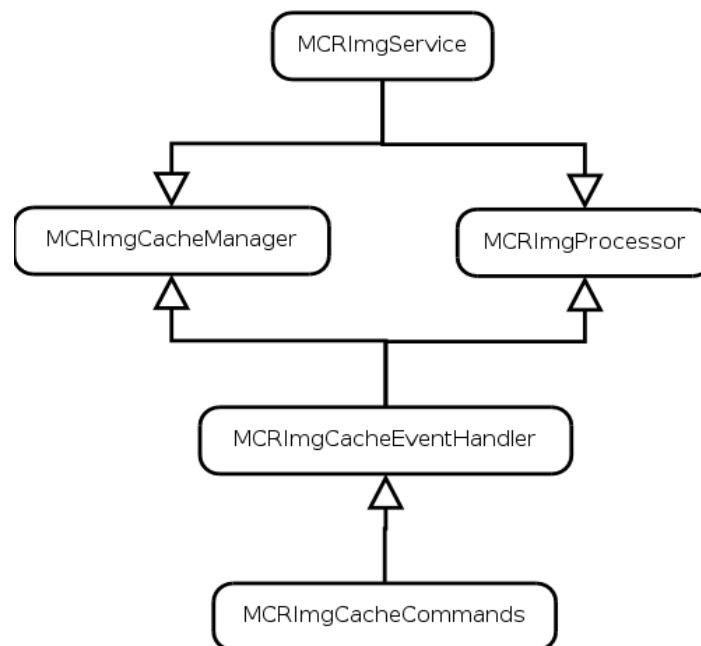 MCRImgService
MCRImgCacheManager
MCRImgProcessor
MCRImgCacheEventHandler
MCRImgCacheCommands